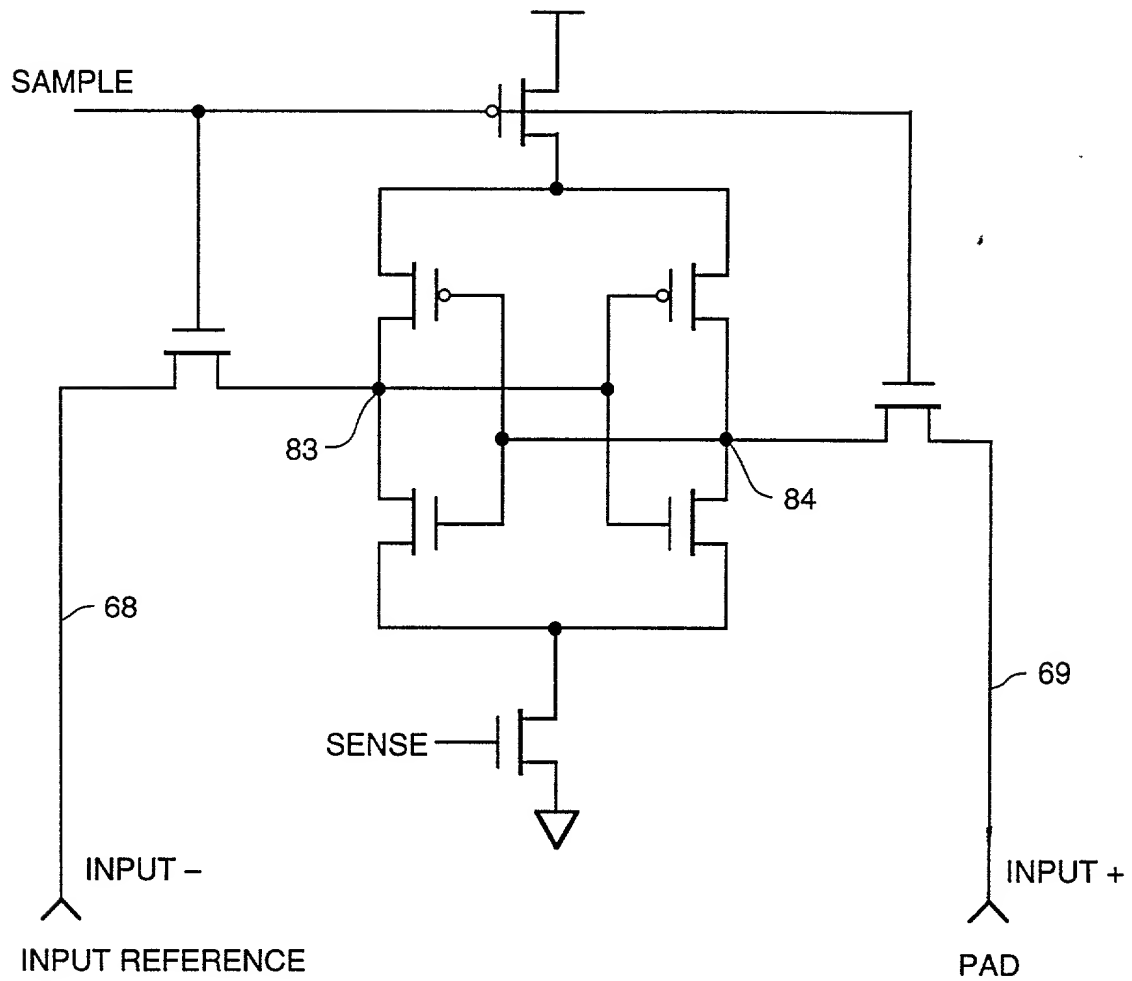 SAMPLE
83
84
68
69
SENSE
INPUT –
INPUT +
INPUT REFERENCE
PAD